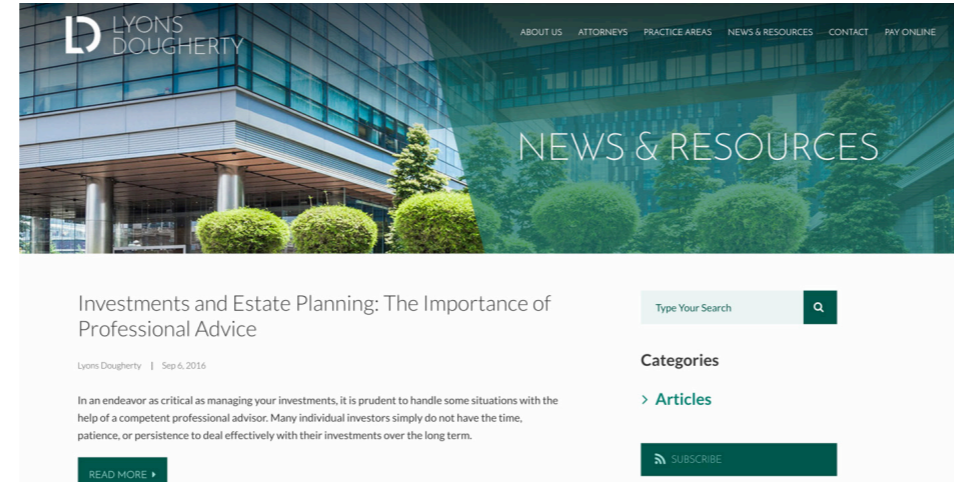 LYONS
DOUGHERTY
ABOUT US ATTORNEYS PRACTICE AREAS NEWS & RESOURCES CONTACT PAY ONLINE
NEWS & RESOURCES
Investments and Estate Planning: The Importance of
Professional Advice
Lyons Dougherty | Sep 6, 2016
In an endeavor as critical as managing your investments, it is prudent to handle some situations with the
help of a competent professional advisor. Many individual investors simply do not have the time,
patience, or persistence to deal effectively with their investments over the long term.
READ MORE
Type Your Search
Categories
Articles
SUBSCRIBE